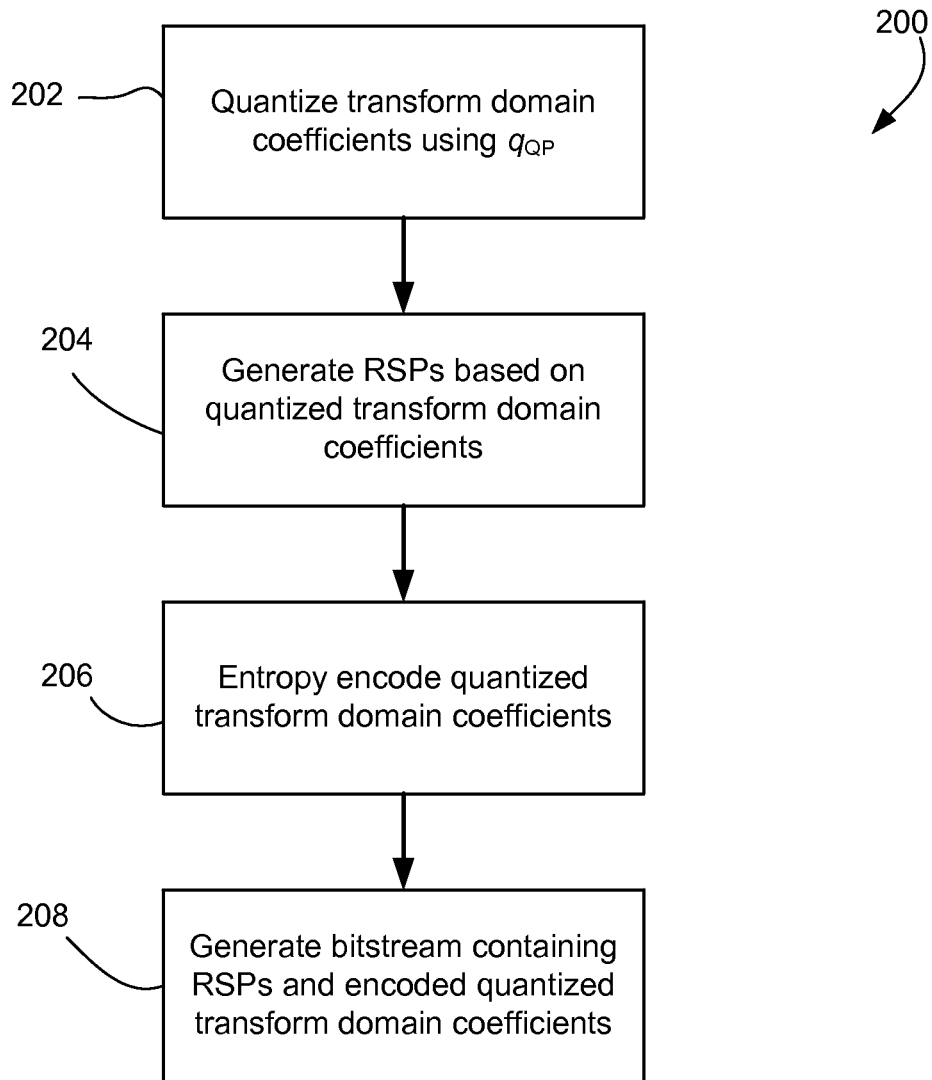 200
202
Quantize transform domain
coefficients using qQP
204
Generate RSPs based on
quantized transform domain
coefficients
206
Entropy encode quantized
transform domain coefficients
208
Generate bitstream containing
RSPs and encoded quantized
transform domain coefficients